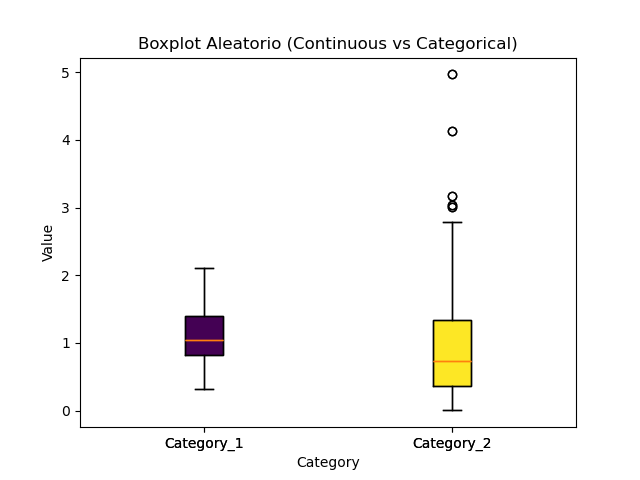 Boxplot Aleatorio (Continuous vs Categorical)
5
4
3
2
1
0
Value
Category_1
Category_2
Category